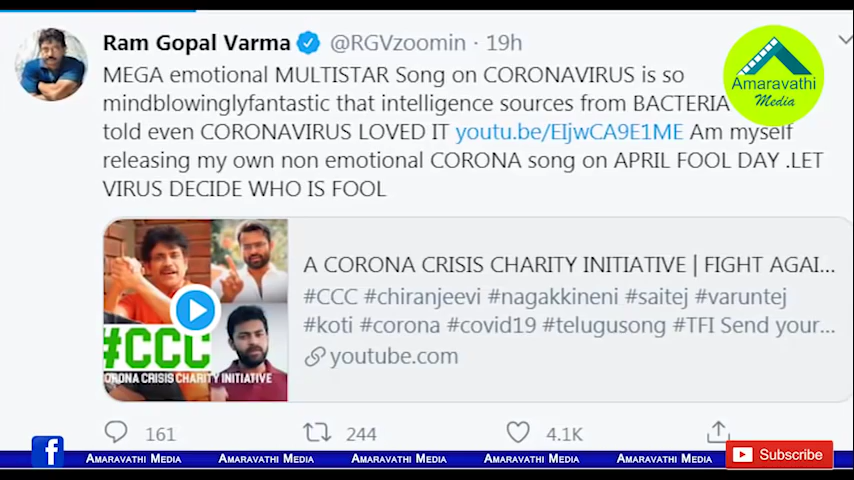 Ram Gopal Varma @RGVzoomin · 19h
MEGA emotional MULTISTAR Song on CORONAVIRUS is so
mindblowinglyfantastic that intelligence sources from BACTERIA
told even CORONAVIRUS LOVED IT youtu.be/EIjwCA9E1ME Am myself
releasing my own non emotional CORONA song on APRIL FOOL DAY .LET
VIRUS DECIDE WHO IS FOOL
Amaravathi
Media
#CCC
CORONA CRISIS CHARITY INITIATIVE
A CORONA CRISIS CHARITY INITIATIVE | FIGHT AGAI...
#CCC #chiranjeevi #nagakkineni #saitej #varuntej
#koti #corona #covid19 #telugusong #TFI Send your...
youtube.com
161 244 4.1K
f AMARAVATHI MEDIA AMARAVATHI MEDIA AMARAVATHI MEDIA AMARAVATHI MEDIA AMARAVATHI MEDIA Subscribe